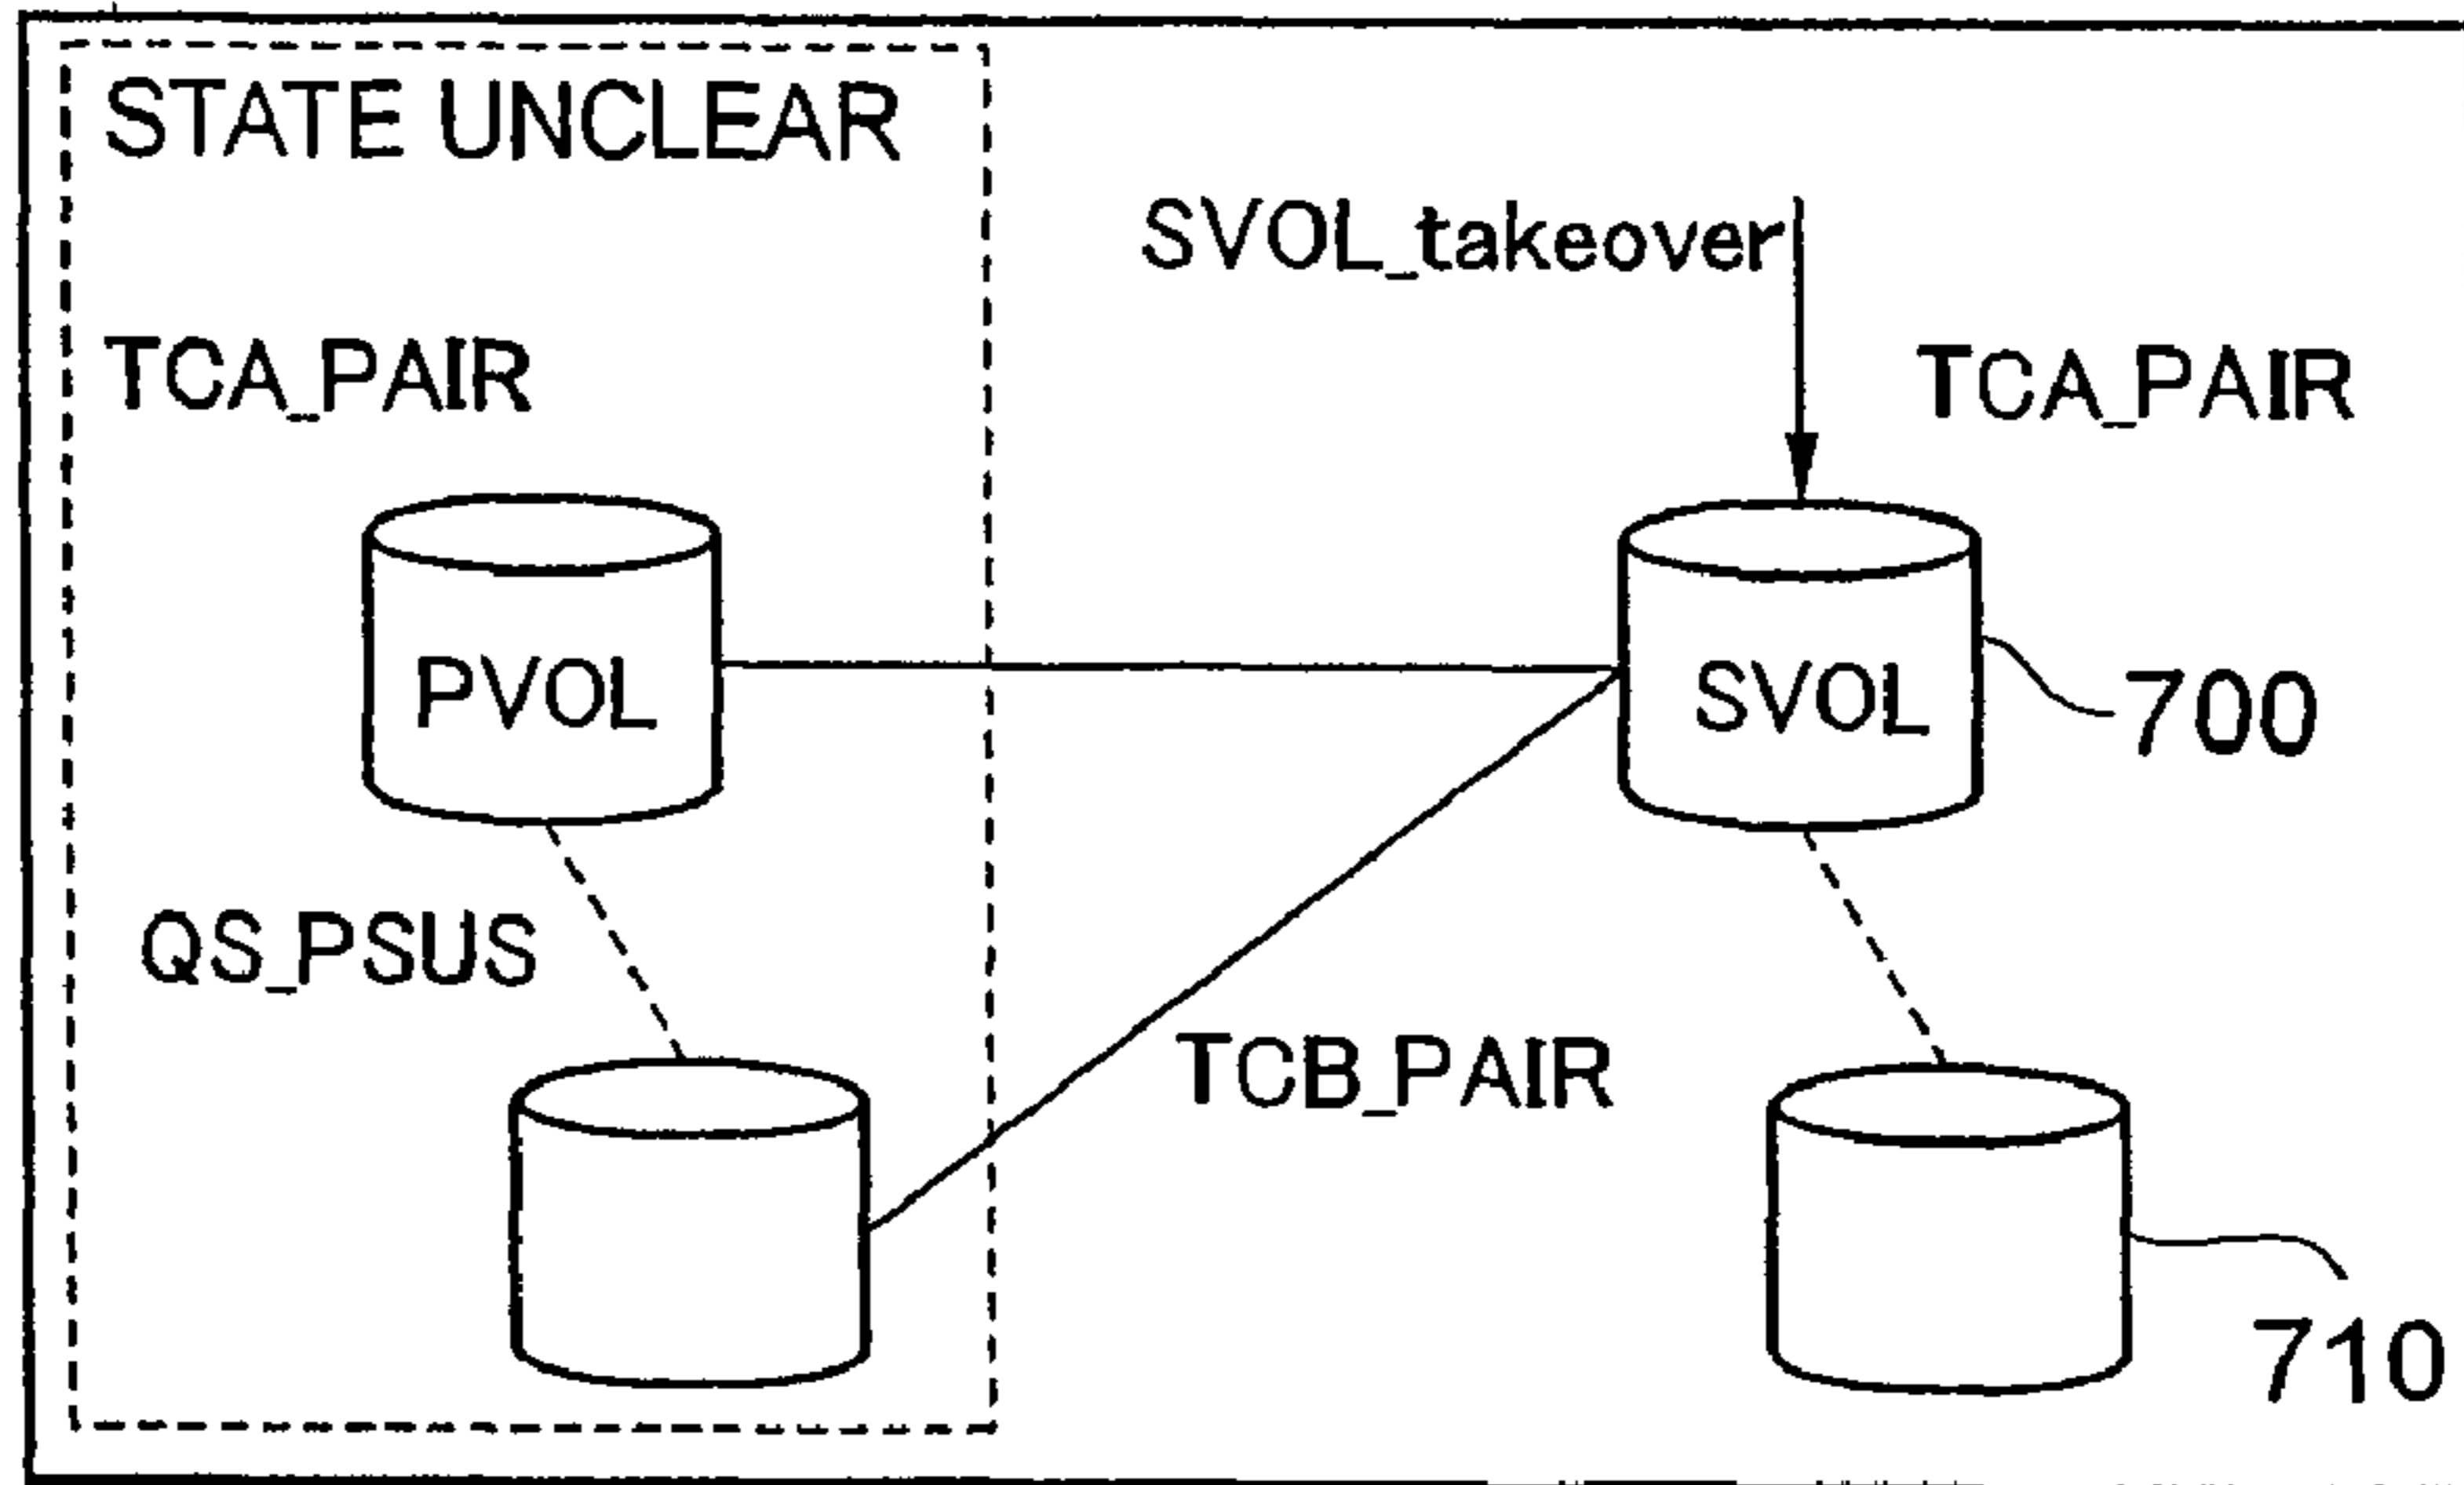 STATE UNCLEAR
SVOL_takeover
TCA_PAIR
TCA_PAIR
PVOL
SVOL
700
QS_PSUS
TCB_PAIR
710